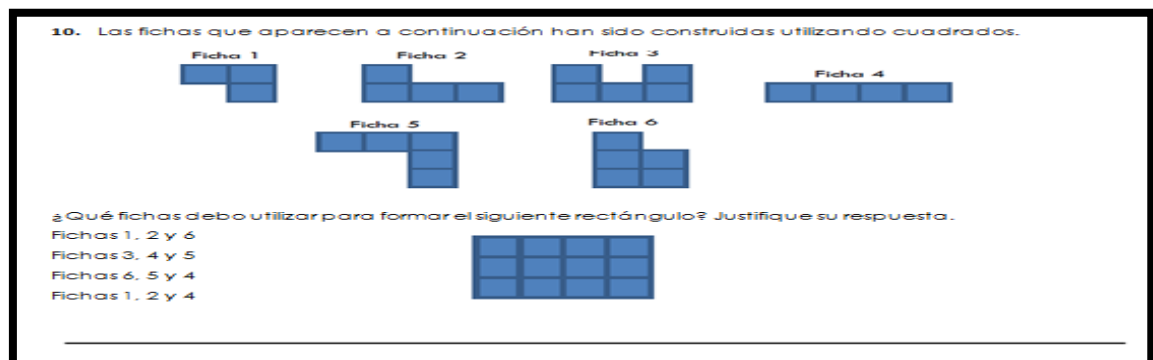 10. Las fichas que aparecen a continuación han sido construidas utilizando cuadrados.
Ficha 1
Ficha 2
Ficha 3
Ficha 4
Ficha 5
Ficha 6
¿Qué fichas debo utilizar para formar el siguiente rectángulo? Justifique su respuesta.
Fichas 1, 2 y 6
Fichas 3, 4 y 5
Fichas 6, 5 y 4
Fichas 1, 2 y 4